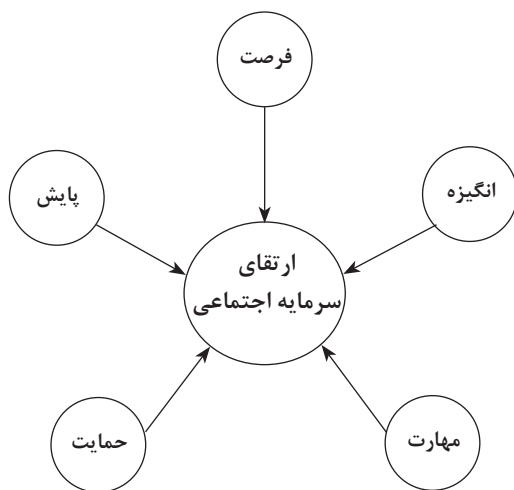 فرصت
انگیزه
پایش
ارتقای
سرمایه اجتماعی
مهارت
حمایت